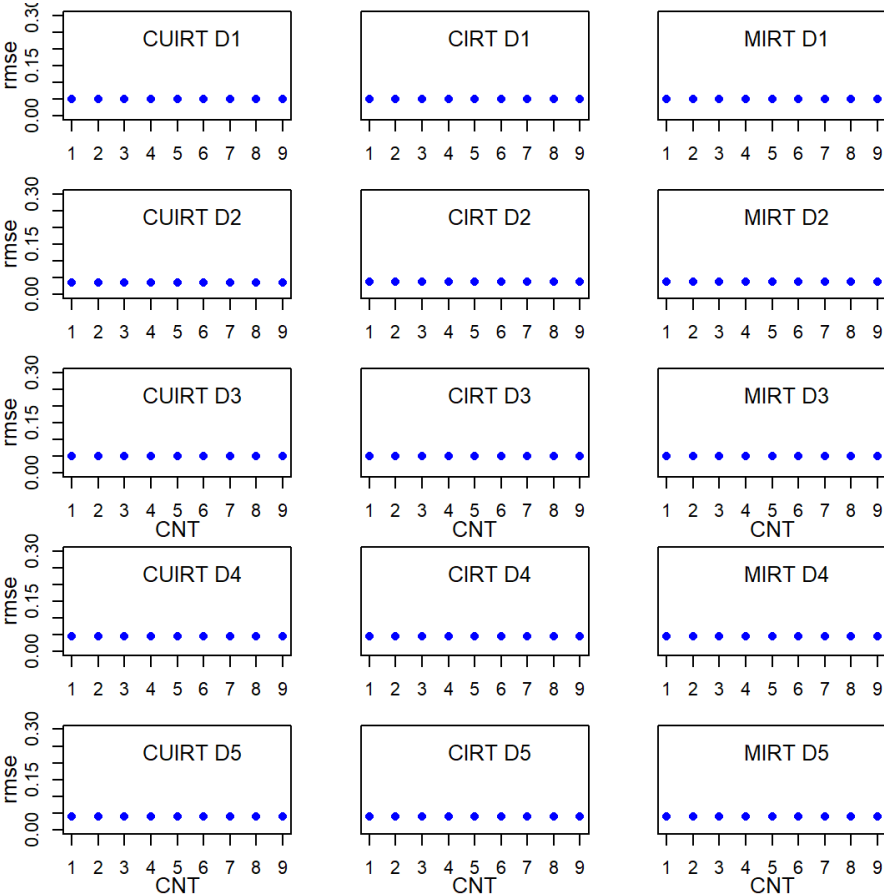 rmse 0.00 0.15 0.30 CUIRT D1 CIRT D1 MIRT D1
1 2 3 4 5 6 7 8 9 1 2 3 4 5 6 7 8 9 1 2 3 4 5 6 7 8 9
rmse 0.00 0.15 0.30 CUIRT D2 CIRT D2 MIRT D2
1 2 3 4 5 6 7 8 9 1 2 3 4 5 6 7 8 9 1 2 3 4 5 6 7 8 9
rmse 0.00 0.15 0.30 CUIRT D3 CIRT D3 MIRT D3
1 2 3 4 5 6 7 8 9 1 2 3 4 5 6 7 8 9 1 2 3 4 5 6 7 8 9
CNT CNT CNT
rmse 0.00 0.15 0.30 CUIRT D4 CIRT D4 MIRT D4
1 2 3 4 5 6 7 8 9 1 2 3 4 5 6 7 8 9 1 2 3 4 5 6 7 8 9
rmse 0.00 0.15 0.30 CUIRT D5 CIRT D5 MIRT D5
1 2 3 4 5 6 7 8 9 1 2 3 4 5 6 7 8 9 1 2 3 4 5 6 7 8 9
CNT CNT CNT